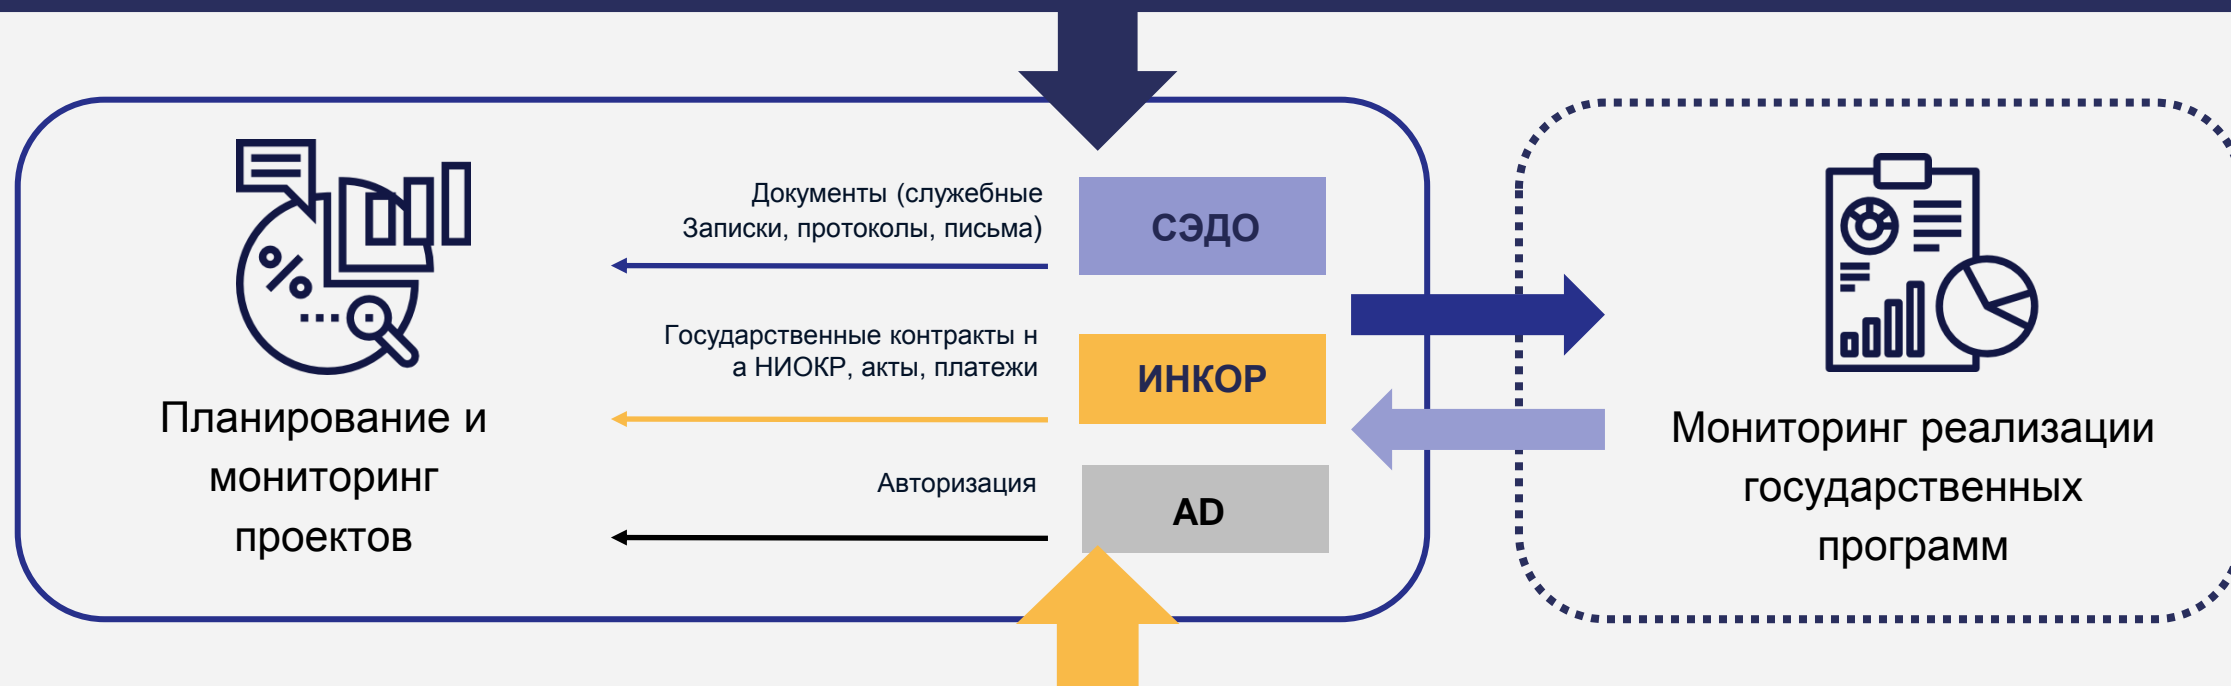 Документы (служебные
Записки, протоколы, письма)
СЭДО
Государственные контракты н
а НИОКР, акты, платежи
ИНКОР
Авторизация
AD
Планирование и
мониторинг
проектов
Мониторинг реализации
государственных
программ